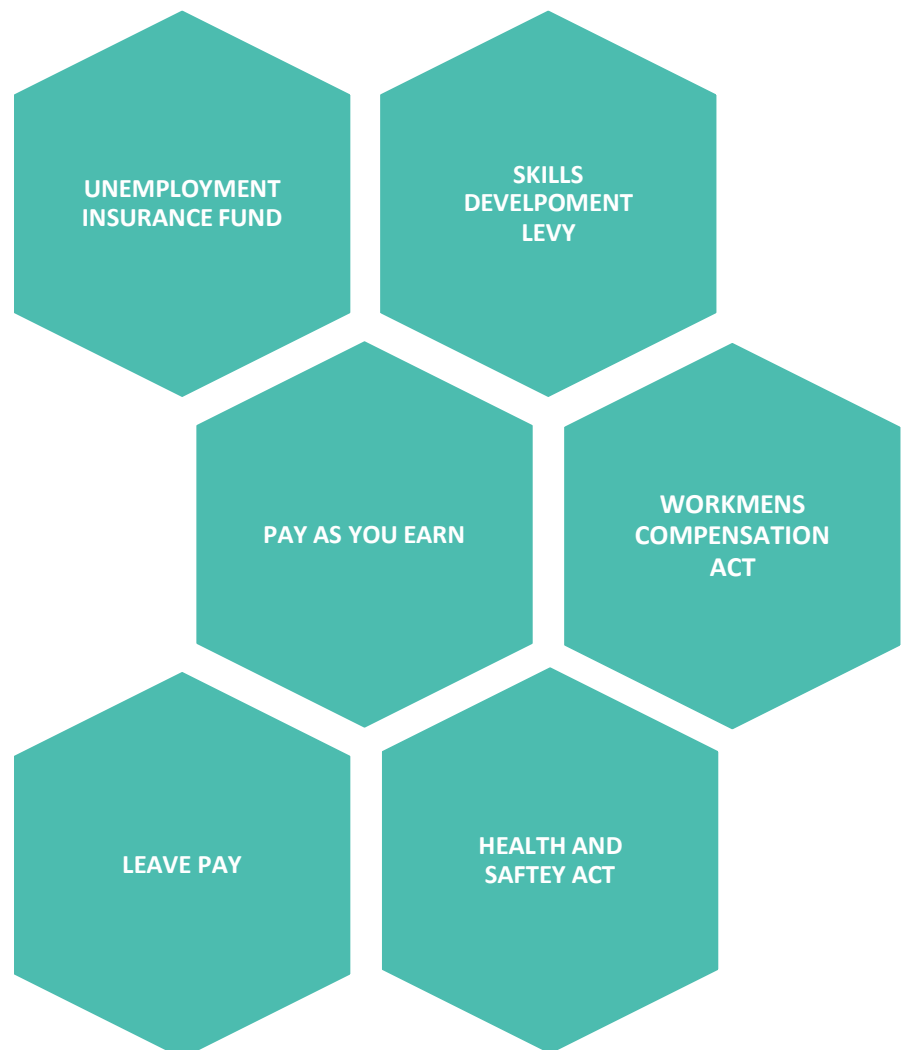 UNEMPLOYMENT
INSURANCE FUND
SKILLS
DEVELPOMENT
LEVY
PAY AS YOU EARN
WORKMENS
COMPENSATION
ACT
LEAVE PAY
HEALTH AND
SAFTEY ACT